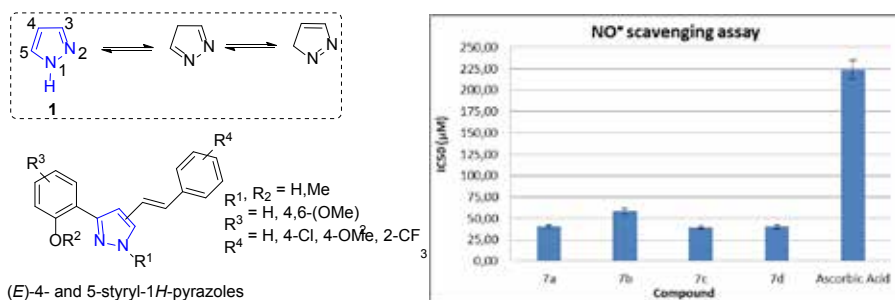 4
3
5
N 2
N
1
H
N
N
N
N
1
R³
R⁴
OR²
N
N
R¹
R¹, R² = H,Me
R³ = H, 4,6-(OMe)
R⁴ = H, 4-Cl, 4-OMe, 2-CF
2
3
(E)-4- and 5-styryl-1H-pyrazoles
NO* scavenging assay
IC50 (µM)
250,00
225,00
200,00
175,00
150,00
125,00
100,00
75,00
50,00
25,00
0,00
7a 7b 7c 7d Ascorbic Acid
Compound